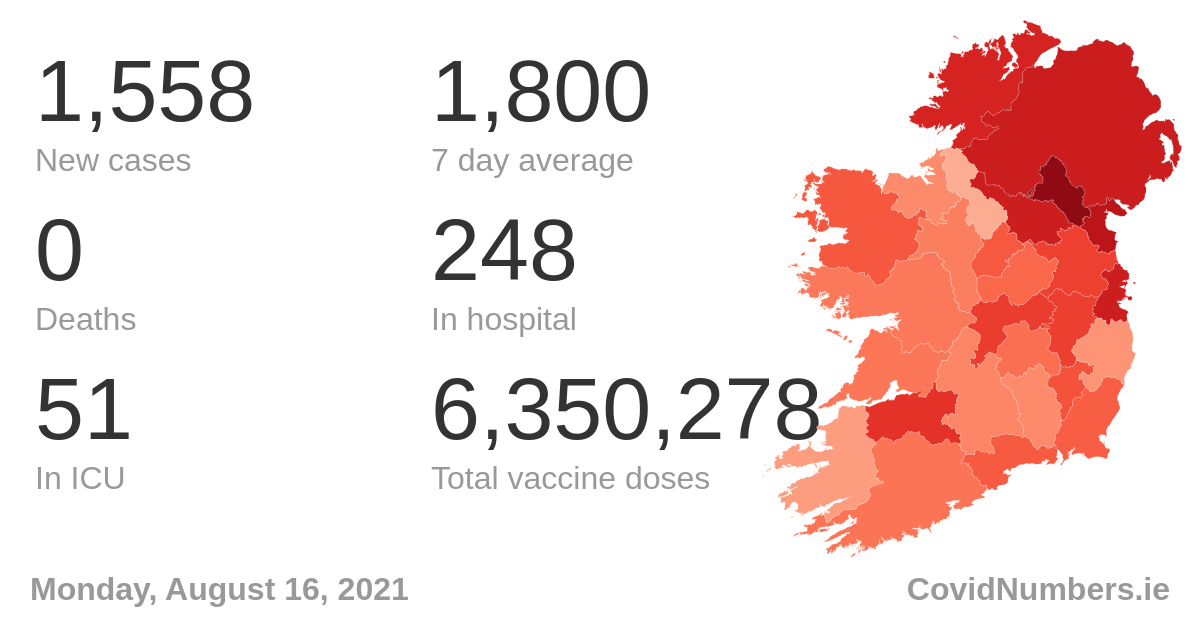 1,558
New cases
1,800
7 day average
0
Deaths
248
In hospital
51
In ICU
6,350,278
Total vaccine doses
Monday, August 16, 2021
CovidNumbers.ie